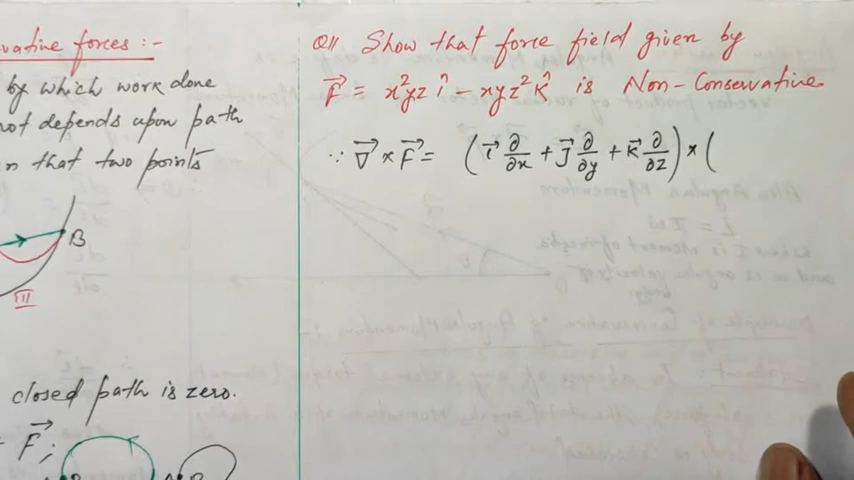 vative forces :-
by which work done
not depends upon path
n that two points
B
III
closed path is zero.
F⃗ ;
Q1 Show that force field given by
F⃗ = x²yz î - xyz² k̂ is Non-Conservative.
∵ ∇⃗ × F⃗ = (i⃗ ∂/∂x + j⃗ ∂/∂y + k⃗ ∂/∂z) × (